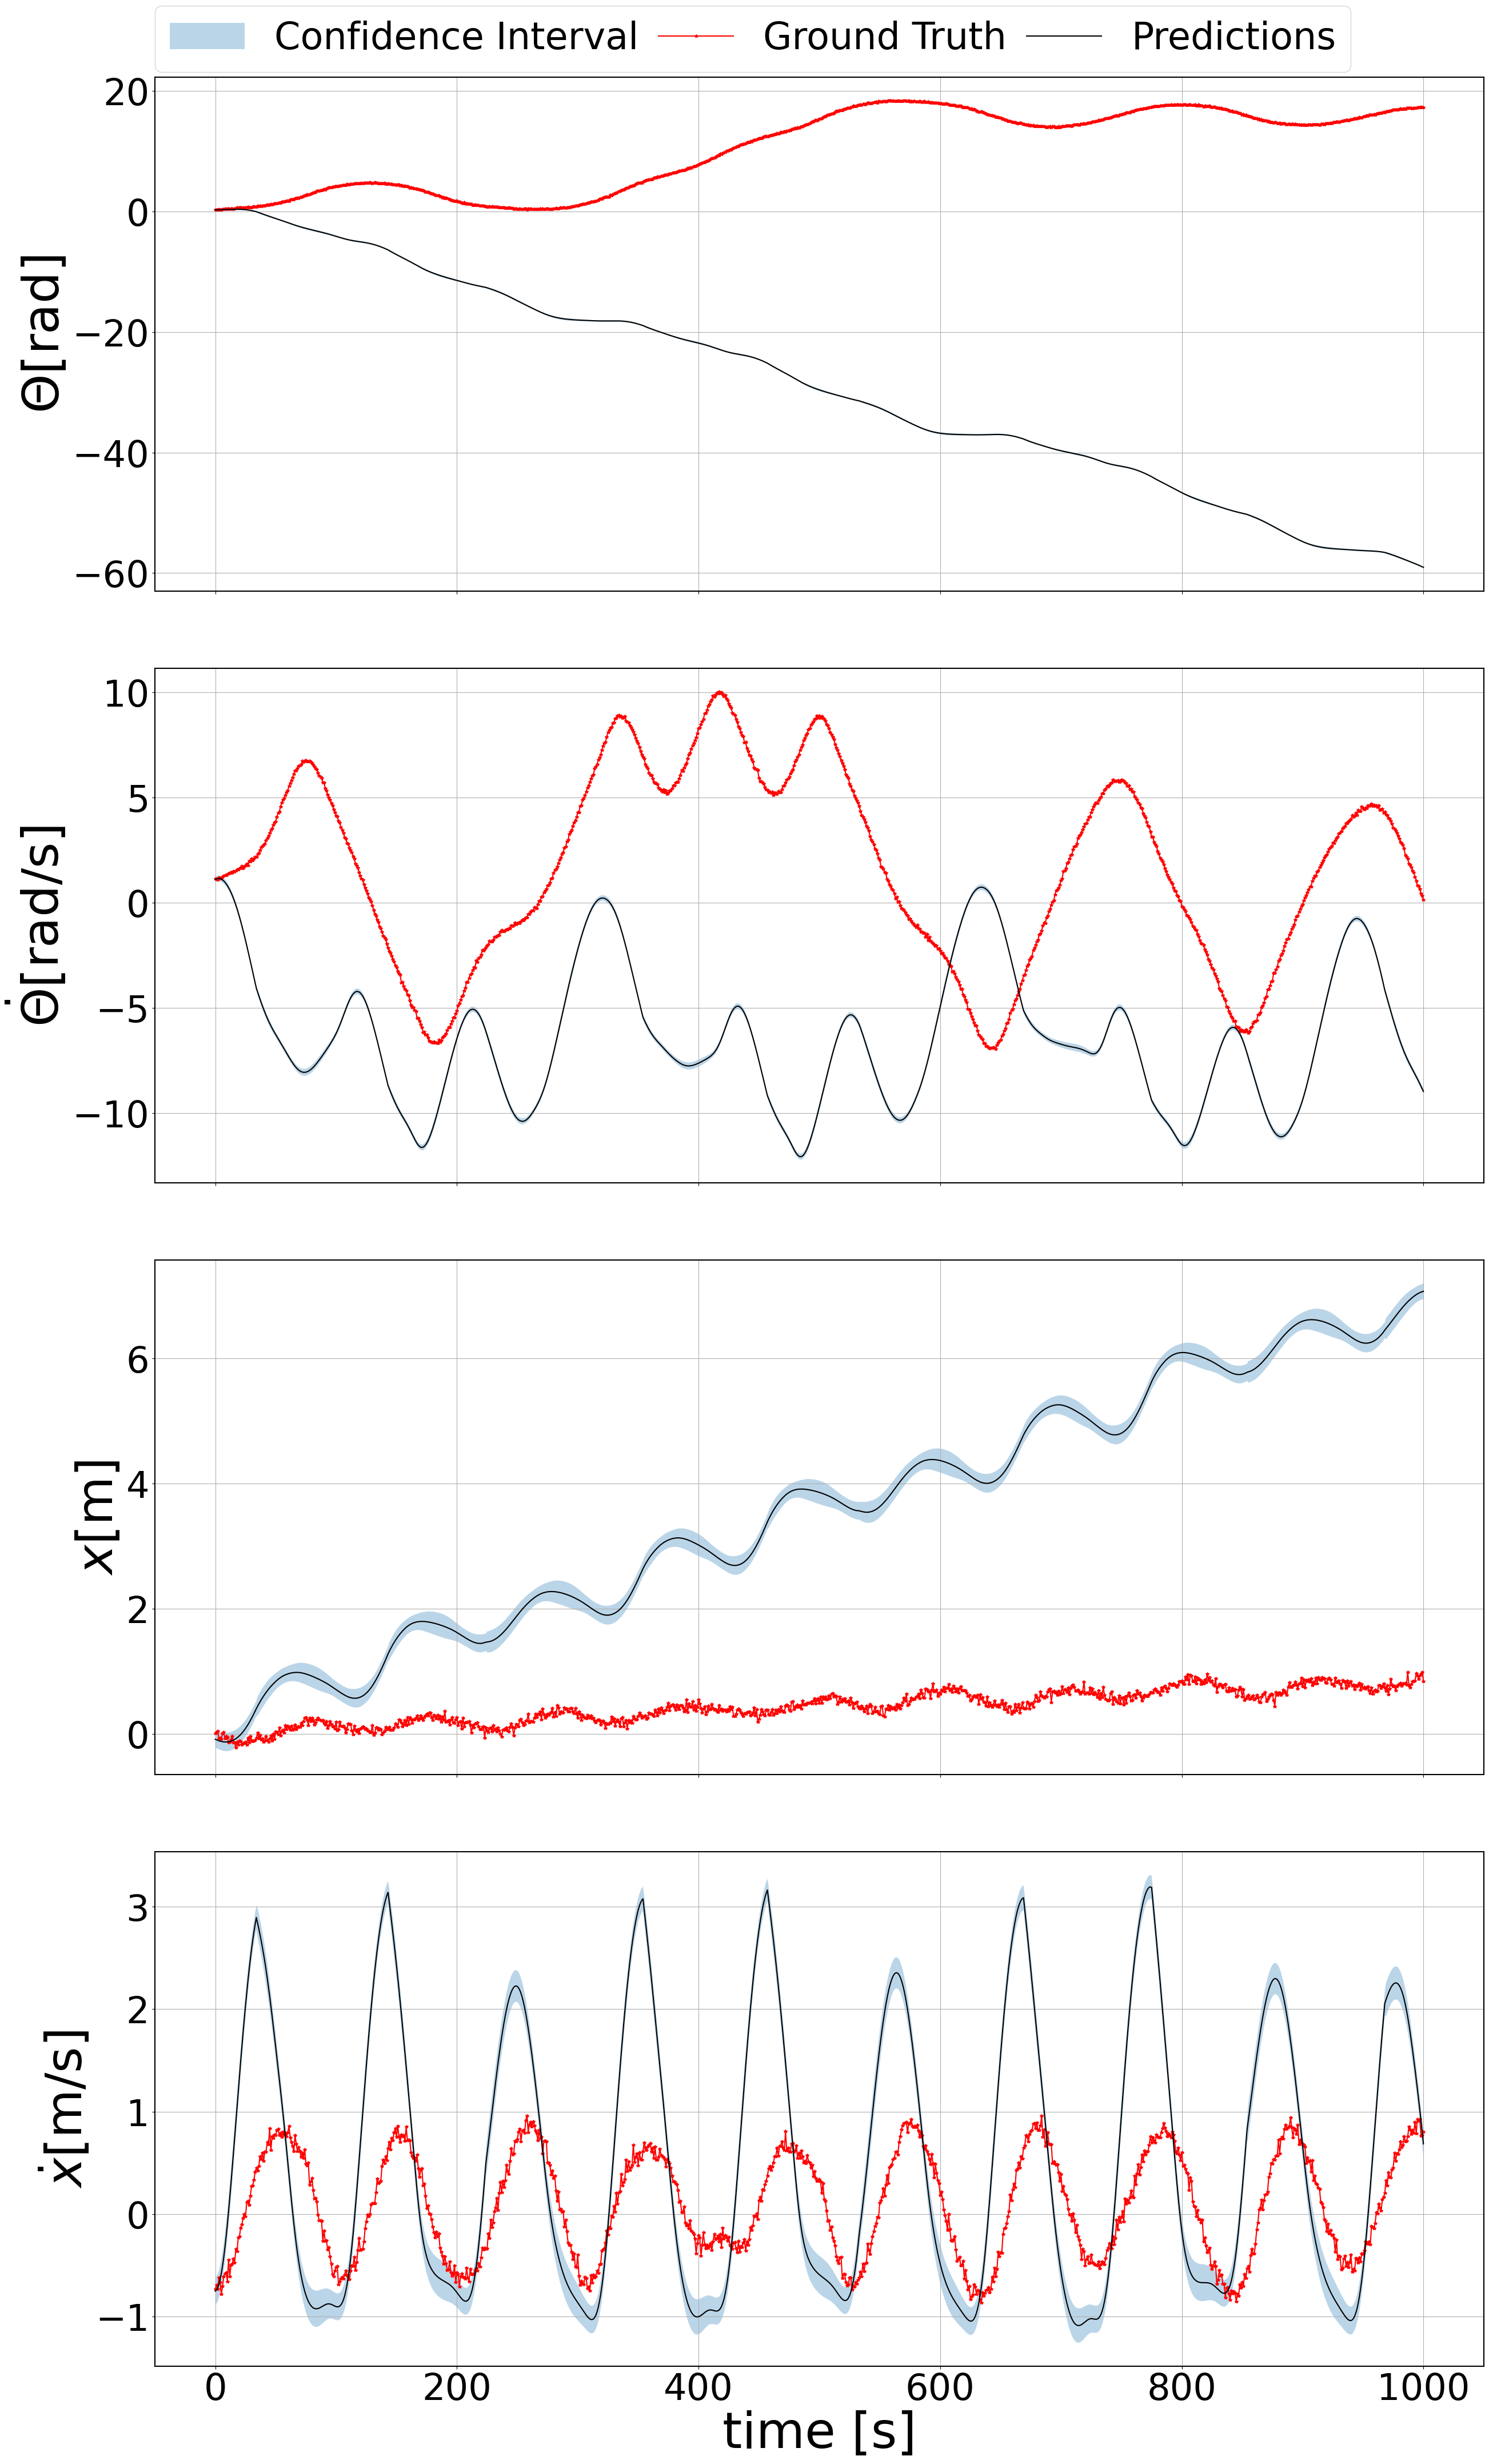 Confidence Interval Ground Truth Predictions
20
0
−20
−40
−60
Θ[rad]
10
5
0
−5
−10
Θ̇[rad/s]
6
4
2
0
x[m]
3
2
1
0
−1
ẋ[m/s]
0 200 400 600 800 1000
time [s]